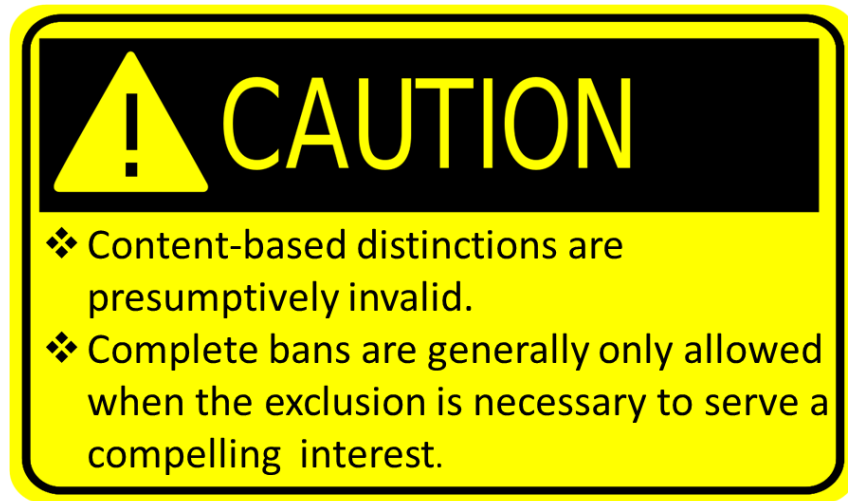 ! CAUTION
❖ Content-based distinctions are
presumptively invalid.
❖ Complete bans are generally only allowed
when the exclusion is necessary to serve a
compelling  interest.